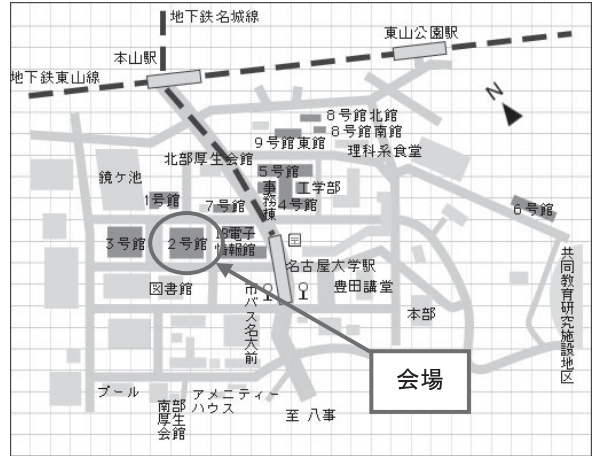 地下鉄名城線
東山公園駅
本山駅
地下鉄東山線
N
8号館北館
8号館南館
9号館東館
理科系食堂
北部厚生会館
5号館
鏡ケ池
事務棟
工学部
1号館
7号館
4号館
6号館
3号館
2号館
IB電子
情報館
名古屋大学駅
共同教育研究施設地区
図書館
市バス名大前
豊田講堂
本部
会場
プール
アメニティー
ハウス
南部
厚生
会館
至 八事